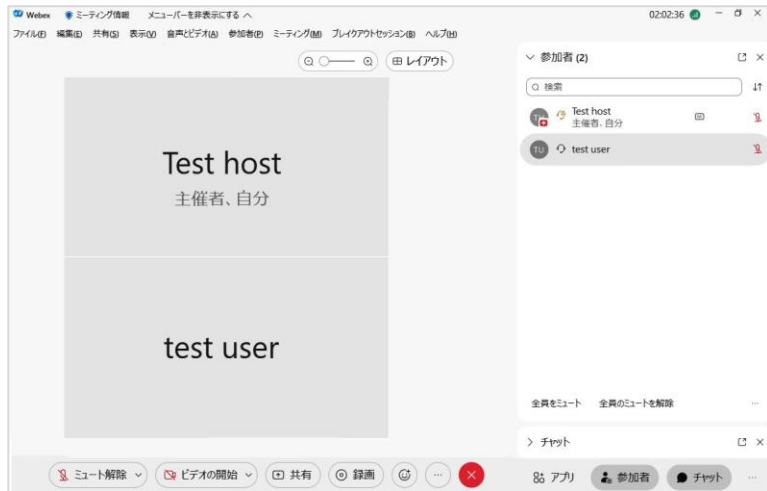 Webex ミーティング情報 メニューバーを非表示にする 02:02:36
ファイル(F) 編集(E) 共有(S) 表示(V) 音声とビデオ(A) 参加者(P) ミーティング(M) ブレイクアウトセッション(B) ヘルプ(H)
レイアウト
Test host
主催者、自分
test user
参加者 (2)
検索
Test host
主催者、自分
TU test user
全員をミュート 全員のミュートを解除
チャット
ミュート解除 ビデオの開始 共有 録画 アプリ 参加者 チャット